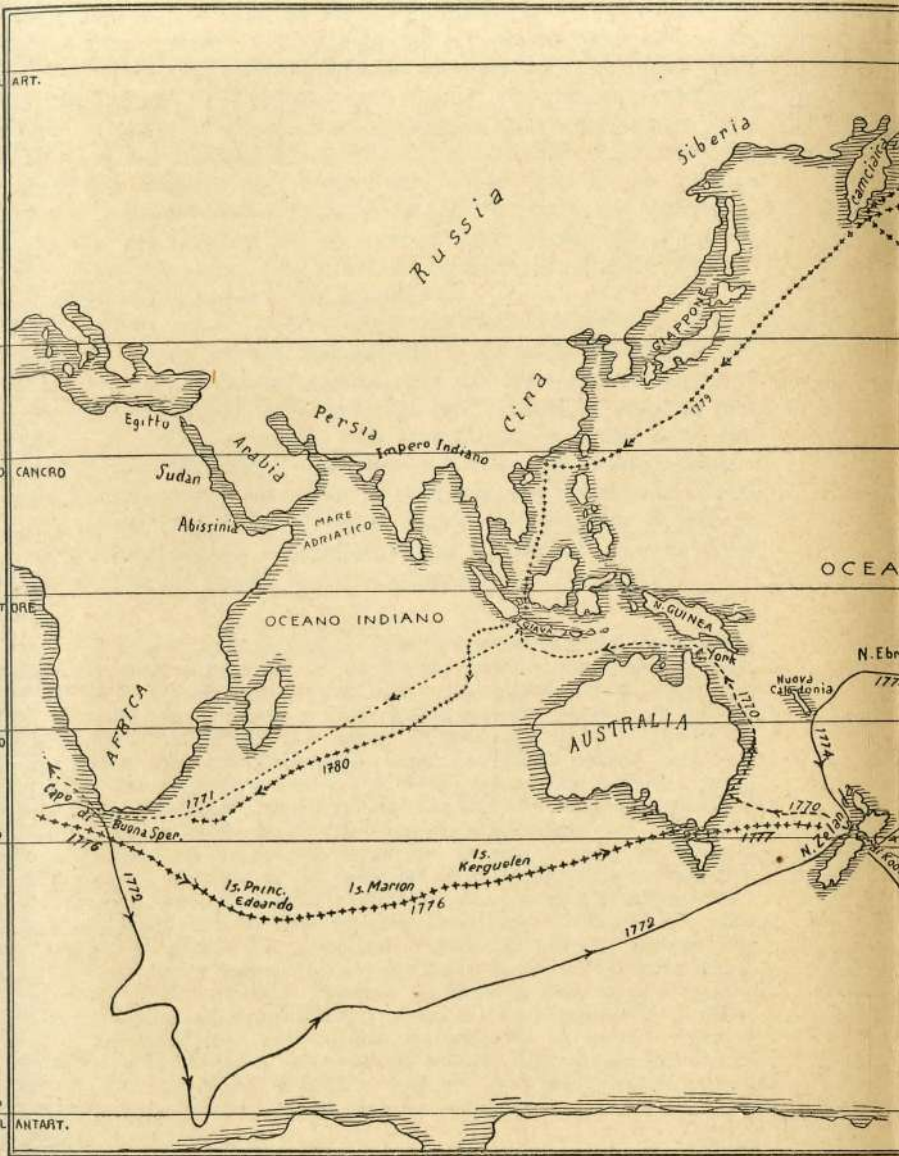 ART.
Siberia
Camciaica
Russia
GIAPPONE
1779
Cina
Egitto
Persia
Arabia
Impero Indiano
CANCRO
Sudan
Abissinia
MARE
ADRIATICO
OCEA
TORE
OCEANO INDIANO
GIAVA
N. GUINEA
York
N. Ebr
177
Nuova
Caledonia
1770
AFRICA
AUSTRALIA
1774
1780
1771
1770
Capo
di
Buona Sper.
1776
1777
N. Zelan
1772
Is. Princ.
Edoardo
Is. Marion
1776
Is.
Kerguelen
1772
L ANTART.